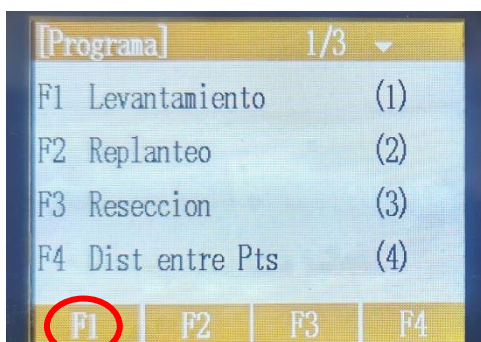 [Programa] 1/3
F1 Levantamiento (1)
F2 Replanteo (2)
F3 Reseccion (3)
F4 Dist entre Pts (4)
F1 F2 F3 F4